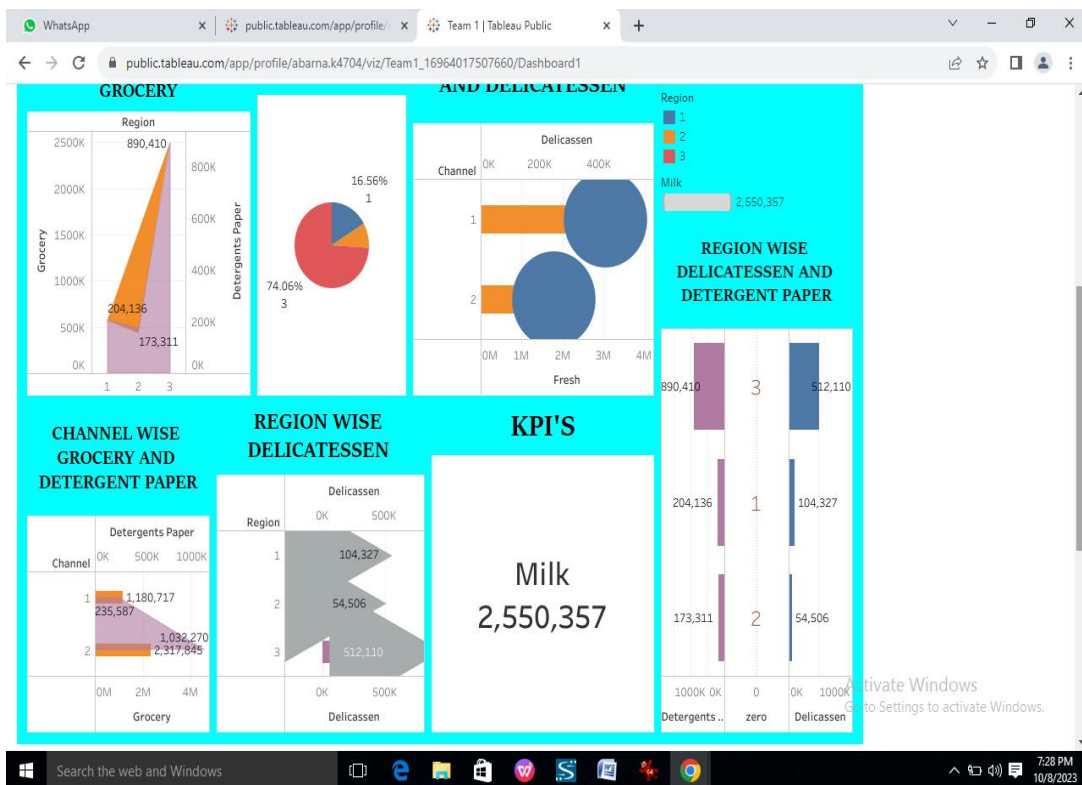 WhatsApp
public.tableau.com/app/profile/
Team 1 | Tableau Public
public.tableau.com/app/profile/abarna.k4704/viz/Team1_16964017507660/Dashboard1
GROCERY
Region
2500K
2000K
1500K
1000K
500K
0K
Grocery
890,410
204,136
173,311
800K
600K
400K
200K
0K
Detergents Paper
1 2 3
16.56%
1
74.06%
3
AND DELICATESSEN
Delicassen
Channel 0K 200K 400K
1
2
0M 1M 2M 3M 4M
Fresh
Region
1
2
3
Milk
2,550,357
REGION WISE
DELICATESSEN AND
DETERGENT PAPER
890,410 3 512,110
204,136 1 104,327
173,311 2 54,506
1000K 0K 0 0K 1000K
Detergents .. zero Delicassen
CHANNEL WISE
GROCERY AND
DETERGENT PAPER
Detergents Paper
Channel 0K 500K 1000K
1 1,180,717
235,587
1,032,270
2 2,317,845
0M 2M 4M
Grocery
REGION WISE
DELICATESSEN
Delicassen
Region 0K 500K
1 104,327
2 54,506
3 512,110
0K 500K
Delicassen
KPI'S
Milk
2,550,357
Activate Windows
Go to Settings to activate Windows.
Search the web and Windows
7:28 PM
10/8/2023